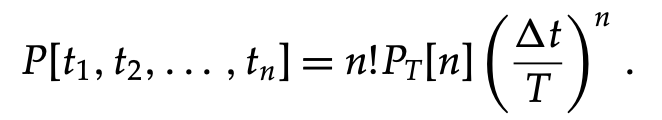 P[t₁, t₂, … , tₙ] = n! P_T[n] (Δt/T)ⁿ .